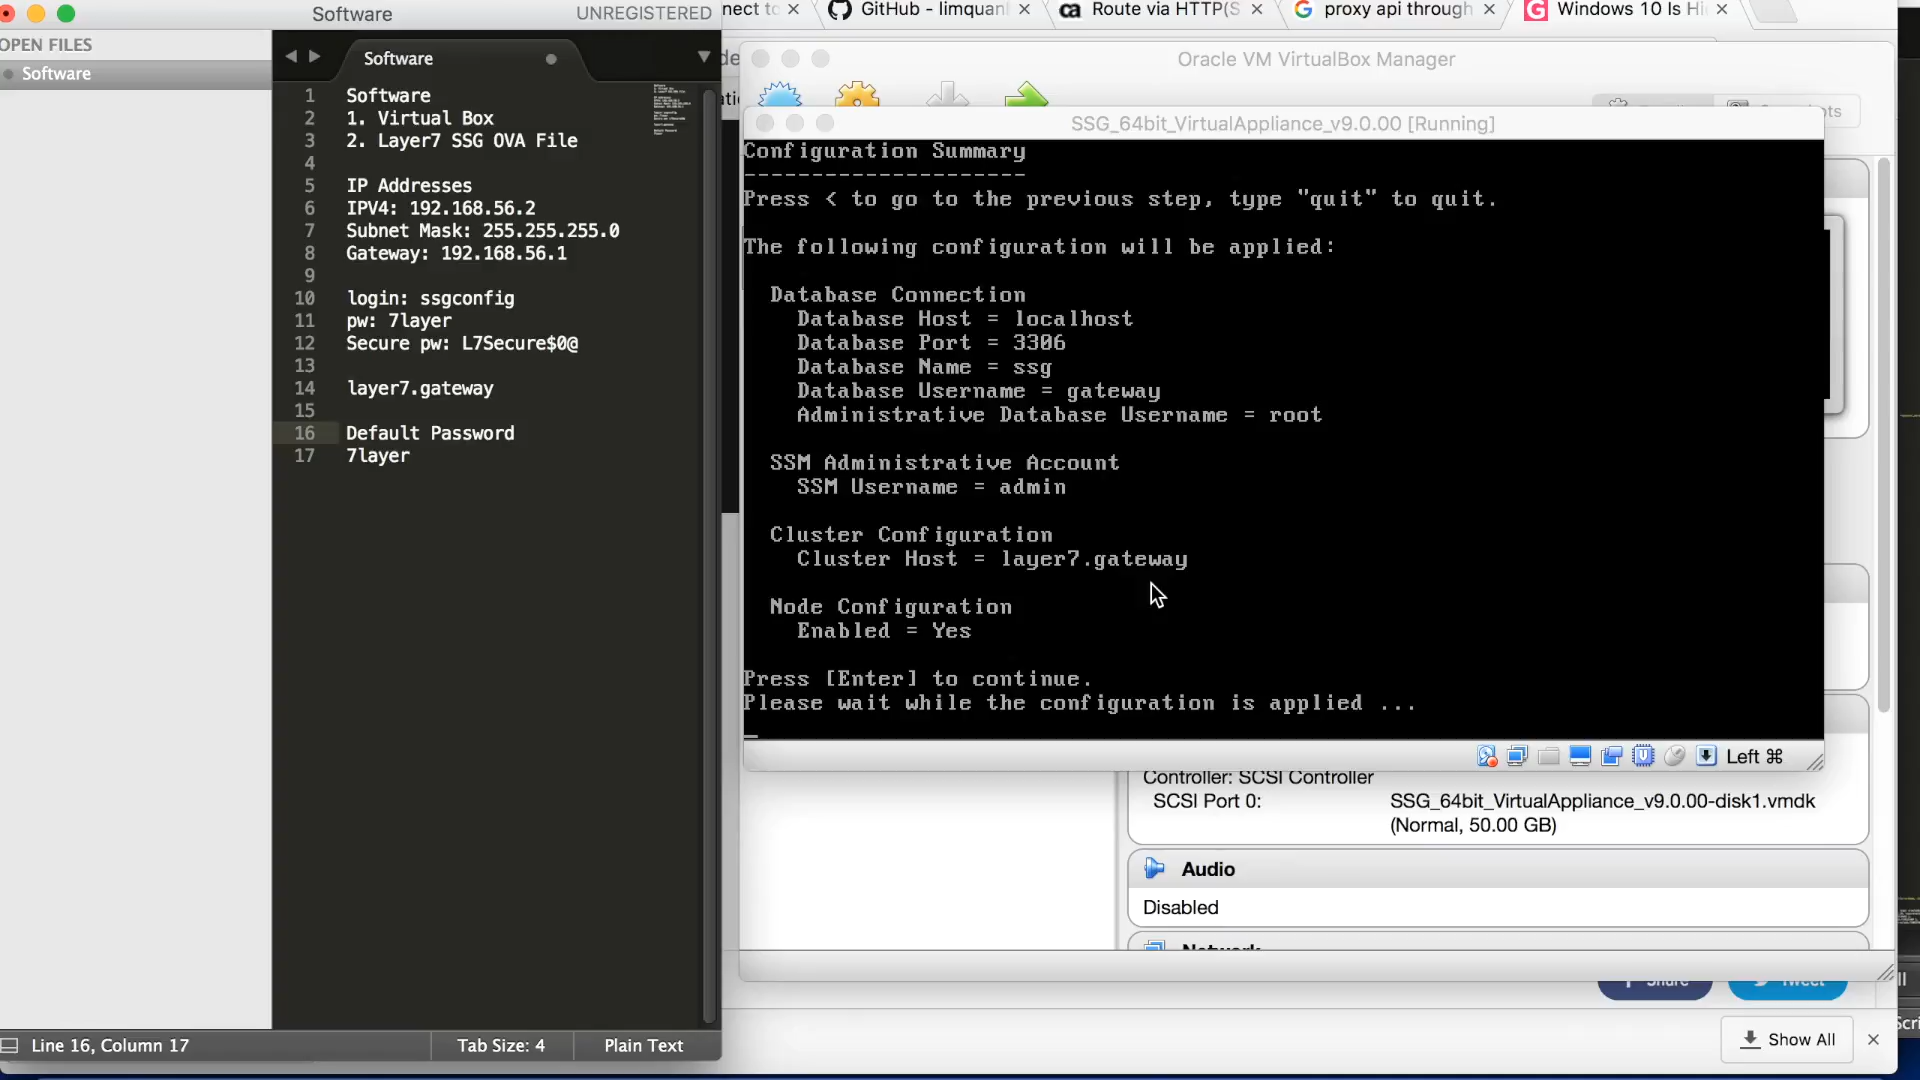 Software
UNREGISTERED
nect to
GitHub - limquanl
ca Route via HTTP(S
proxy api through
Windows 10 Is Hi
OPEN FILES
Software
Software
1 Software
2 1. Virtual Box
3 2. Layer7 SSG OVA File
4
5 IP Addresses
6 IPV4: 192.168.56.2
7 Subnet Mask: 255.255.255.0
8 Gateway: 192.168.56.1
9
10 login: ssgconfig
11 pw: 7layer
12 Secure pw: L7Secure$0@
13
14 layer7.gateway
15
16 Default Password
17 7layer
Line 16, Column 17
Tab Size: 4
Plain Text
Oracle VM VirtualBox Manager
SSG_64bit_VirtualAppliance_v9.0.00 [Running]
Configuration Summary
---------------------
Press < to go to the previous step, type "quit" to quit.
The following configuration will be applied:
Database Connection
Database Host = localhost
Database Port = 3306
Database Name = ssg
Database Username = gateway
Administrative Database Username = root
SSM Administrative Account
SSM Username = admin
Cluster Configuration
Cluster Host = layer7.gateway
Node Configuration
Enabled = Yes
Press [Enter] to continue.
Please wait while the configuration is applied ...
_
Left ⌘
Controller: SCSI Controller
SCSI Port 0:
SSG_64bit_VirtualAppliance_v9.0.00-disk1.vmdk
(Normal, 50.00 GB)
Audio
Disabled
Network
Share
Tweet
Show All